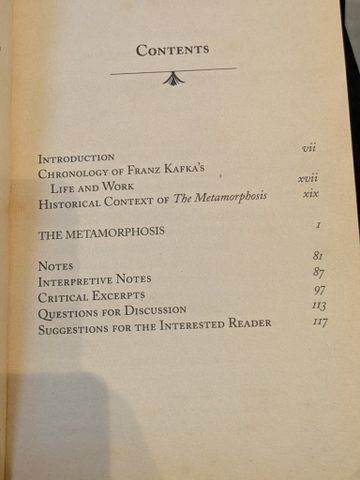 CONTENTS
INTRODUCTION vii
CHRONOLOGY OF FRANZ KAFKA'S
LIFE AND WORK xvii
HISTORICAL CONTEXT OF The Metamorphosis xix
THE METAMORPHOSIS 1
NOTES 81
INTERPRETIVE NOTES 87
CRITICAL EXCERPTS 97
QUESTIONS FOR DISCUSSION 113
SUGGESTIONS FOR THE INTERESTED READER 117